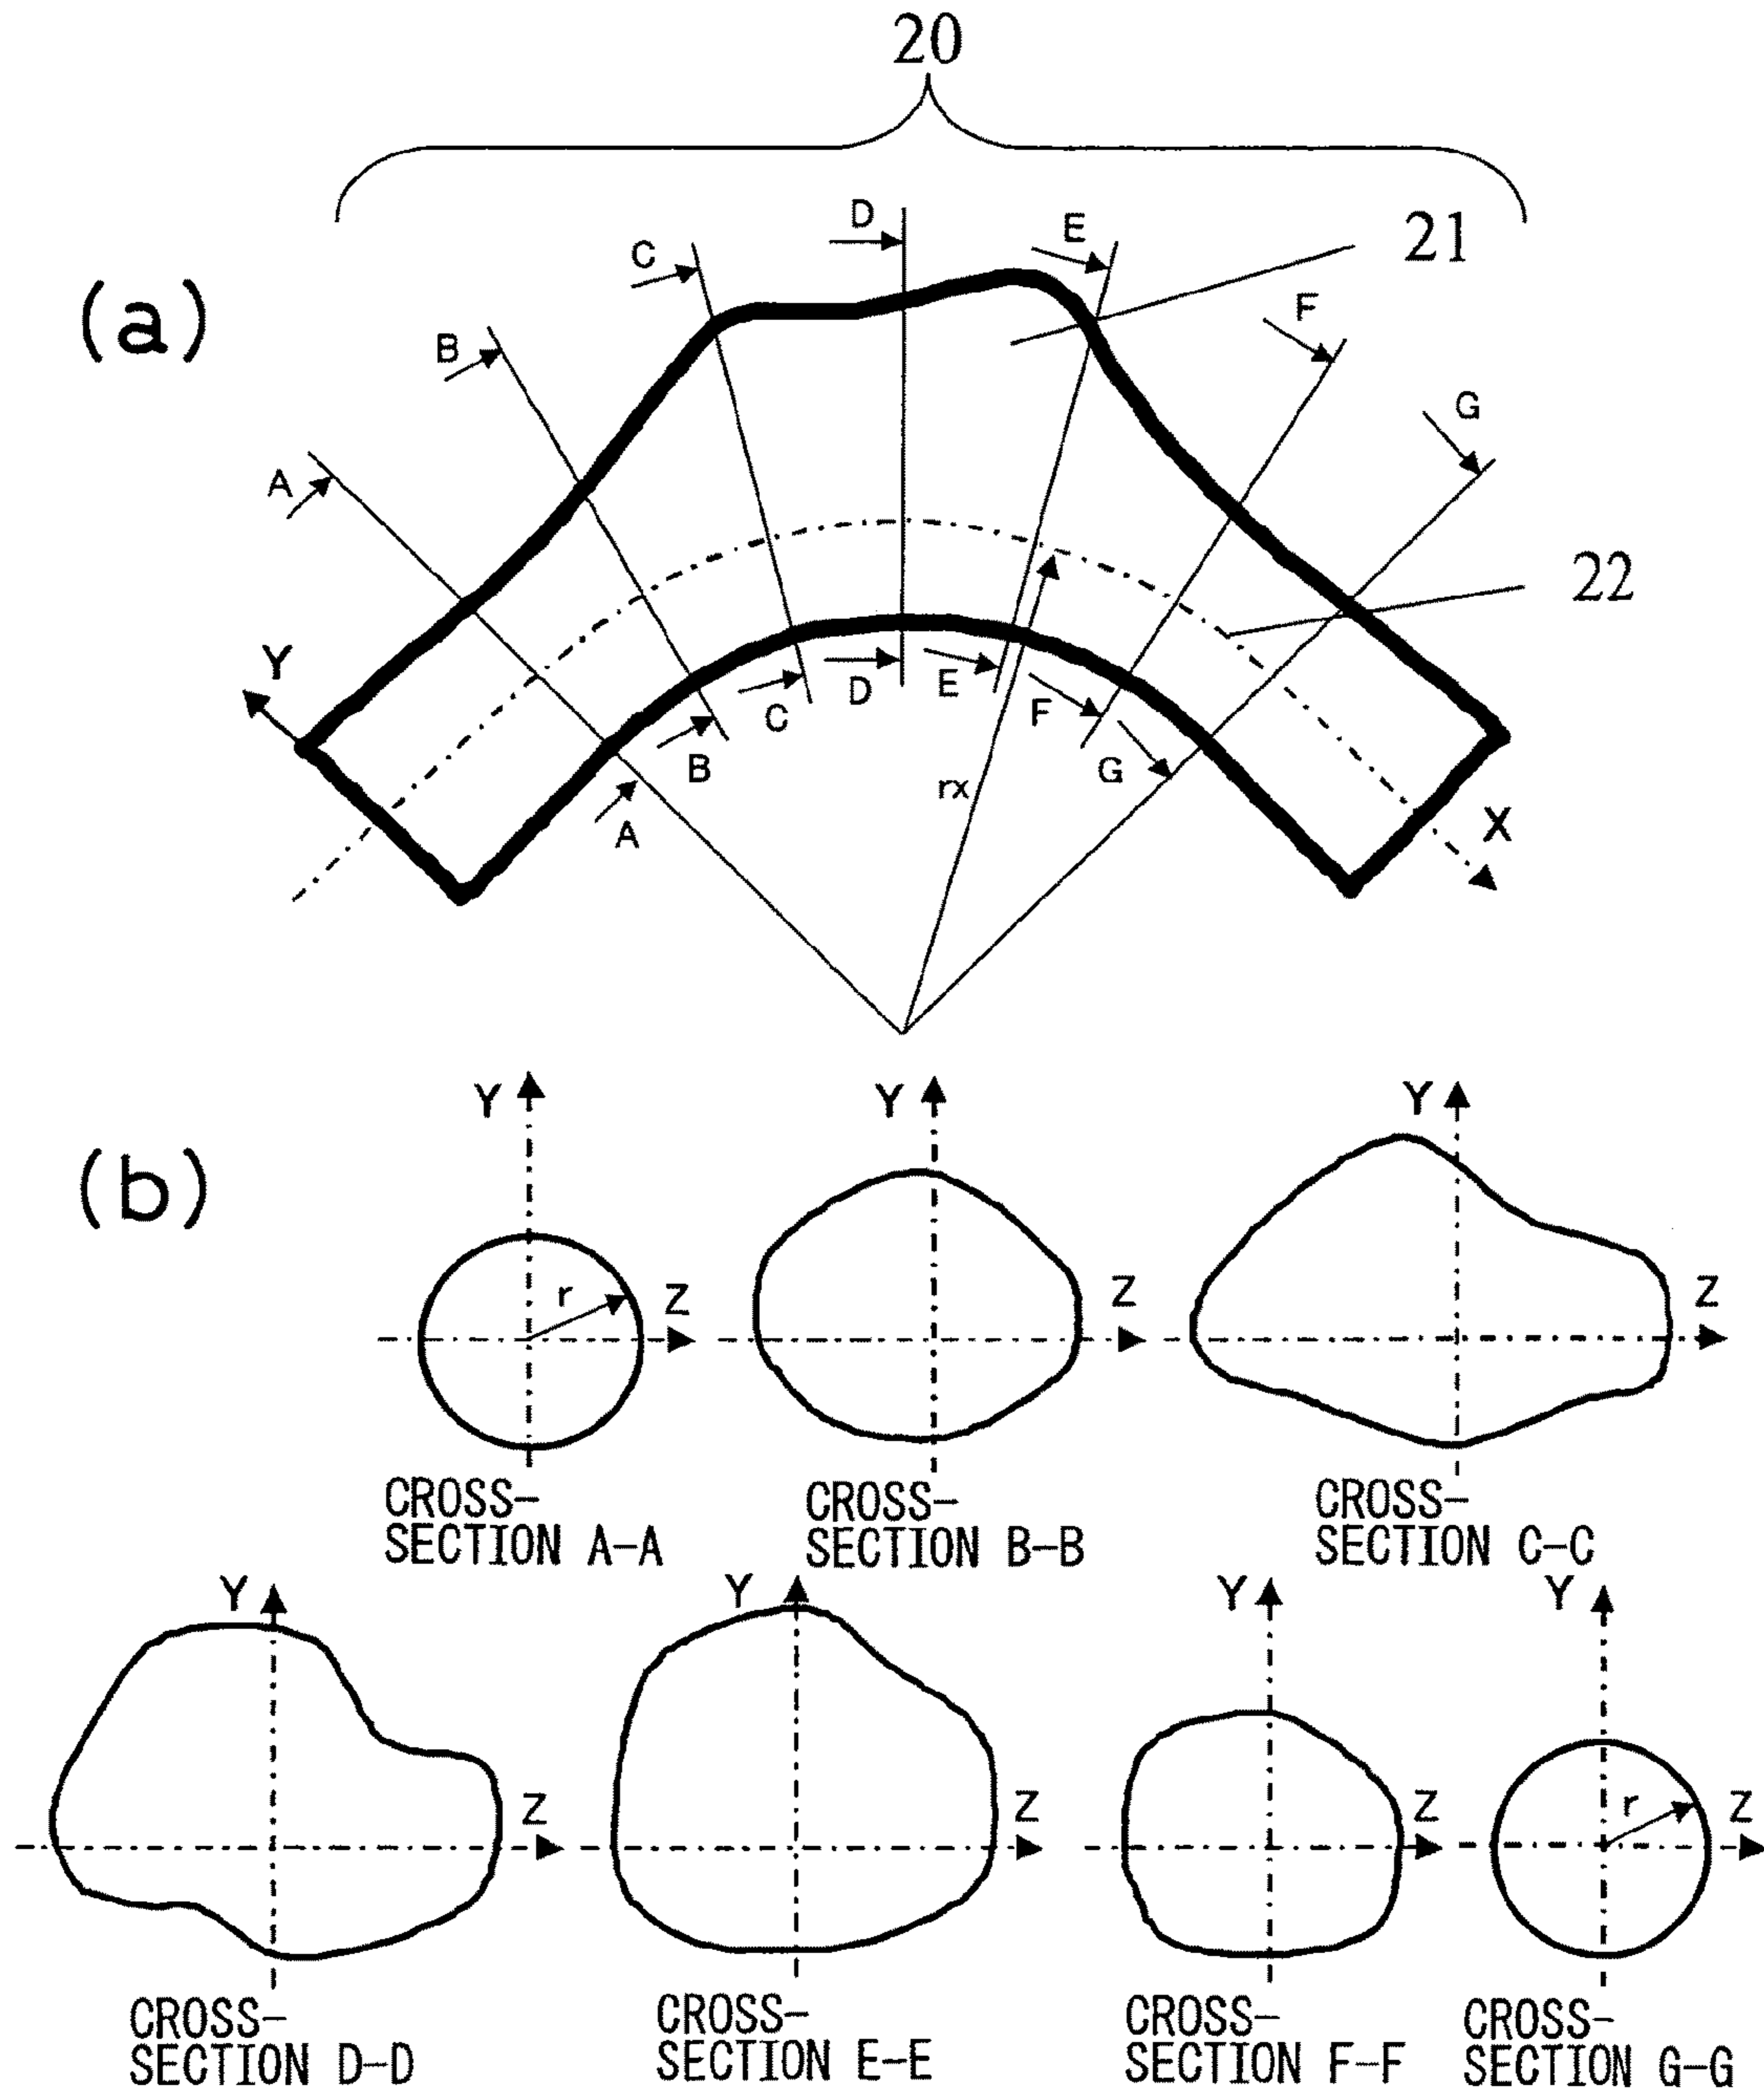 20
(a)
D
E
21
C
F
B
G
A
22
Y
D
E
C
F
B
G
rx
A
X
(b)
Y
Y
Y
r
Z
Z
Z
CROSS-
SECTION A-A
CROSS-
SECTION B-B
CROSS-
SECTION C-C
Y
Y
Y
Y
Z
Z
Z
r
Z
CROSS-
SECTION D-D
CROSS-
SECTION E-E
CROSS-
SECTION F-F
CROSS-
SECTION G-G